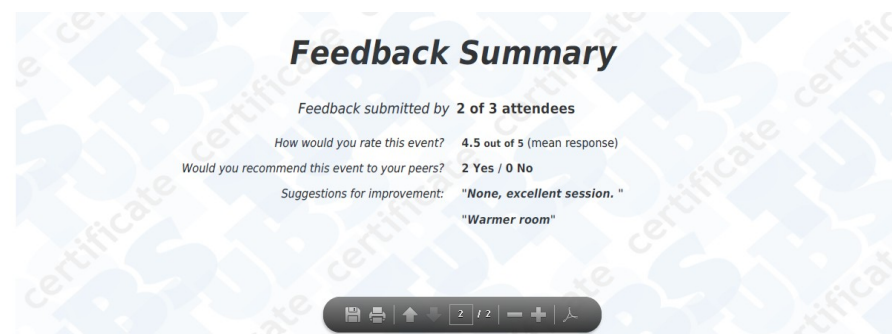 Feedback Summary
Feedback submitted by 2 of 3 attendees
How would you rate this event? 4.5 out of 5 (mean response)
Would you recommend this event to your peers? 2 Yes / 0 No
Suggestions for improvement: "None, excellent session. "
"Warmer room"
2 / 2